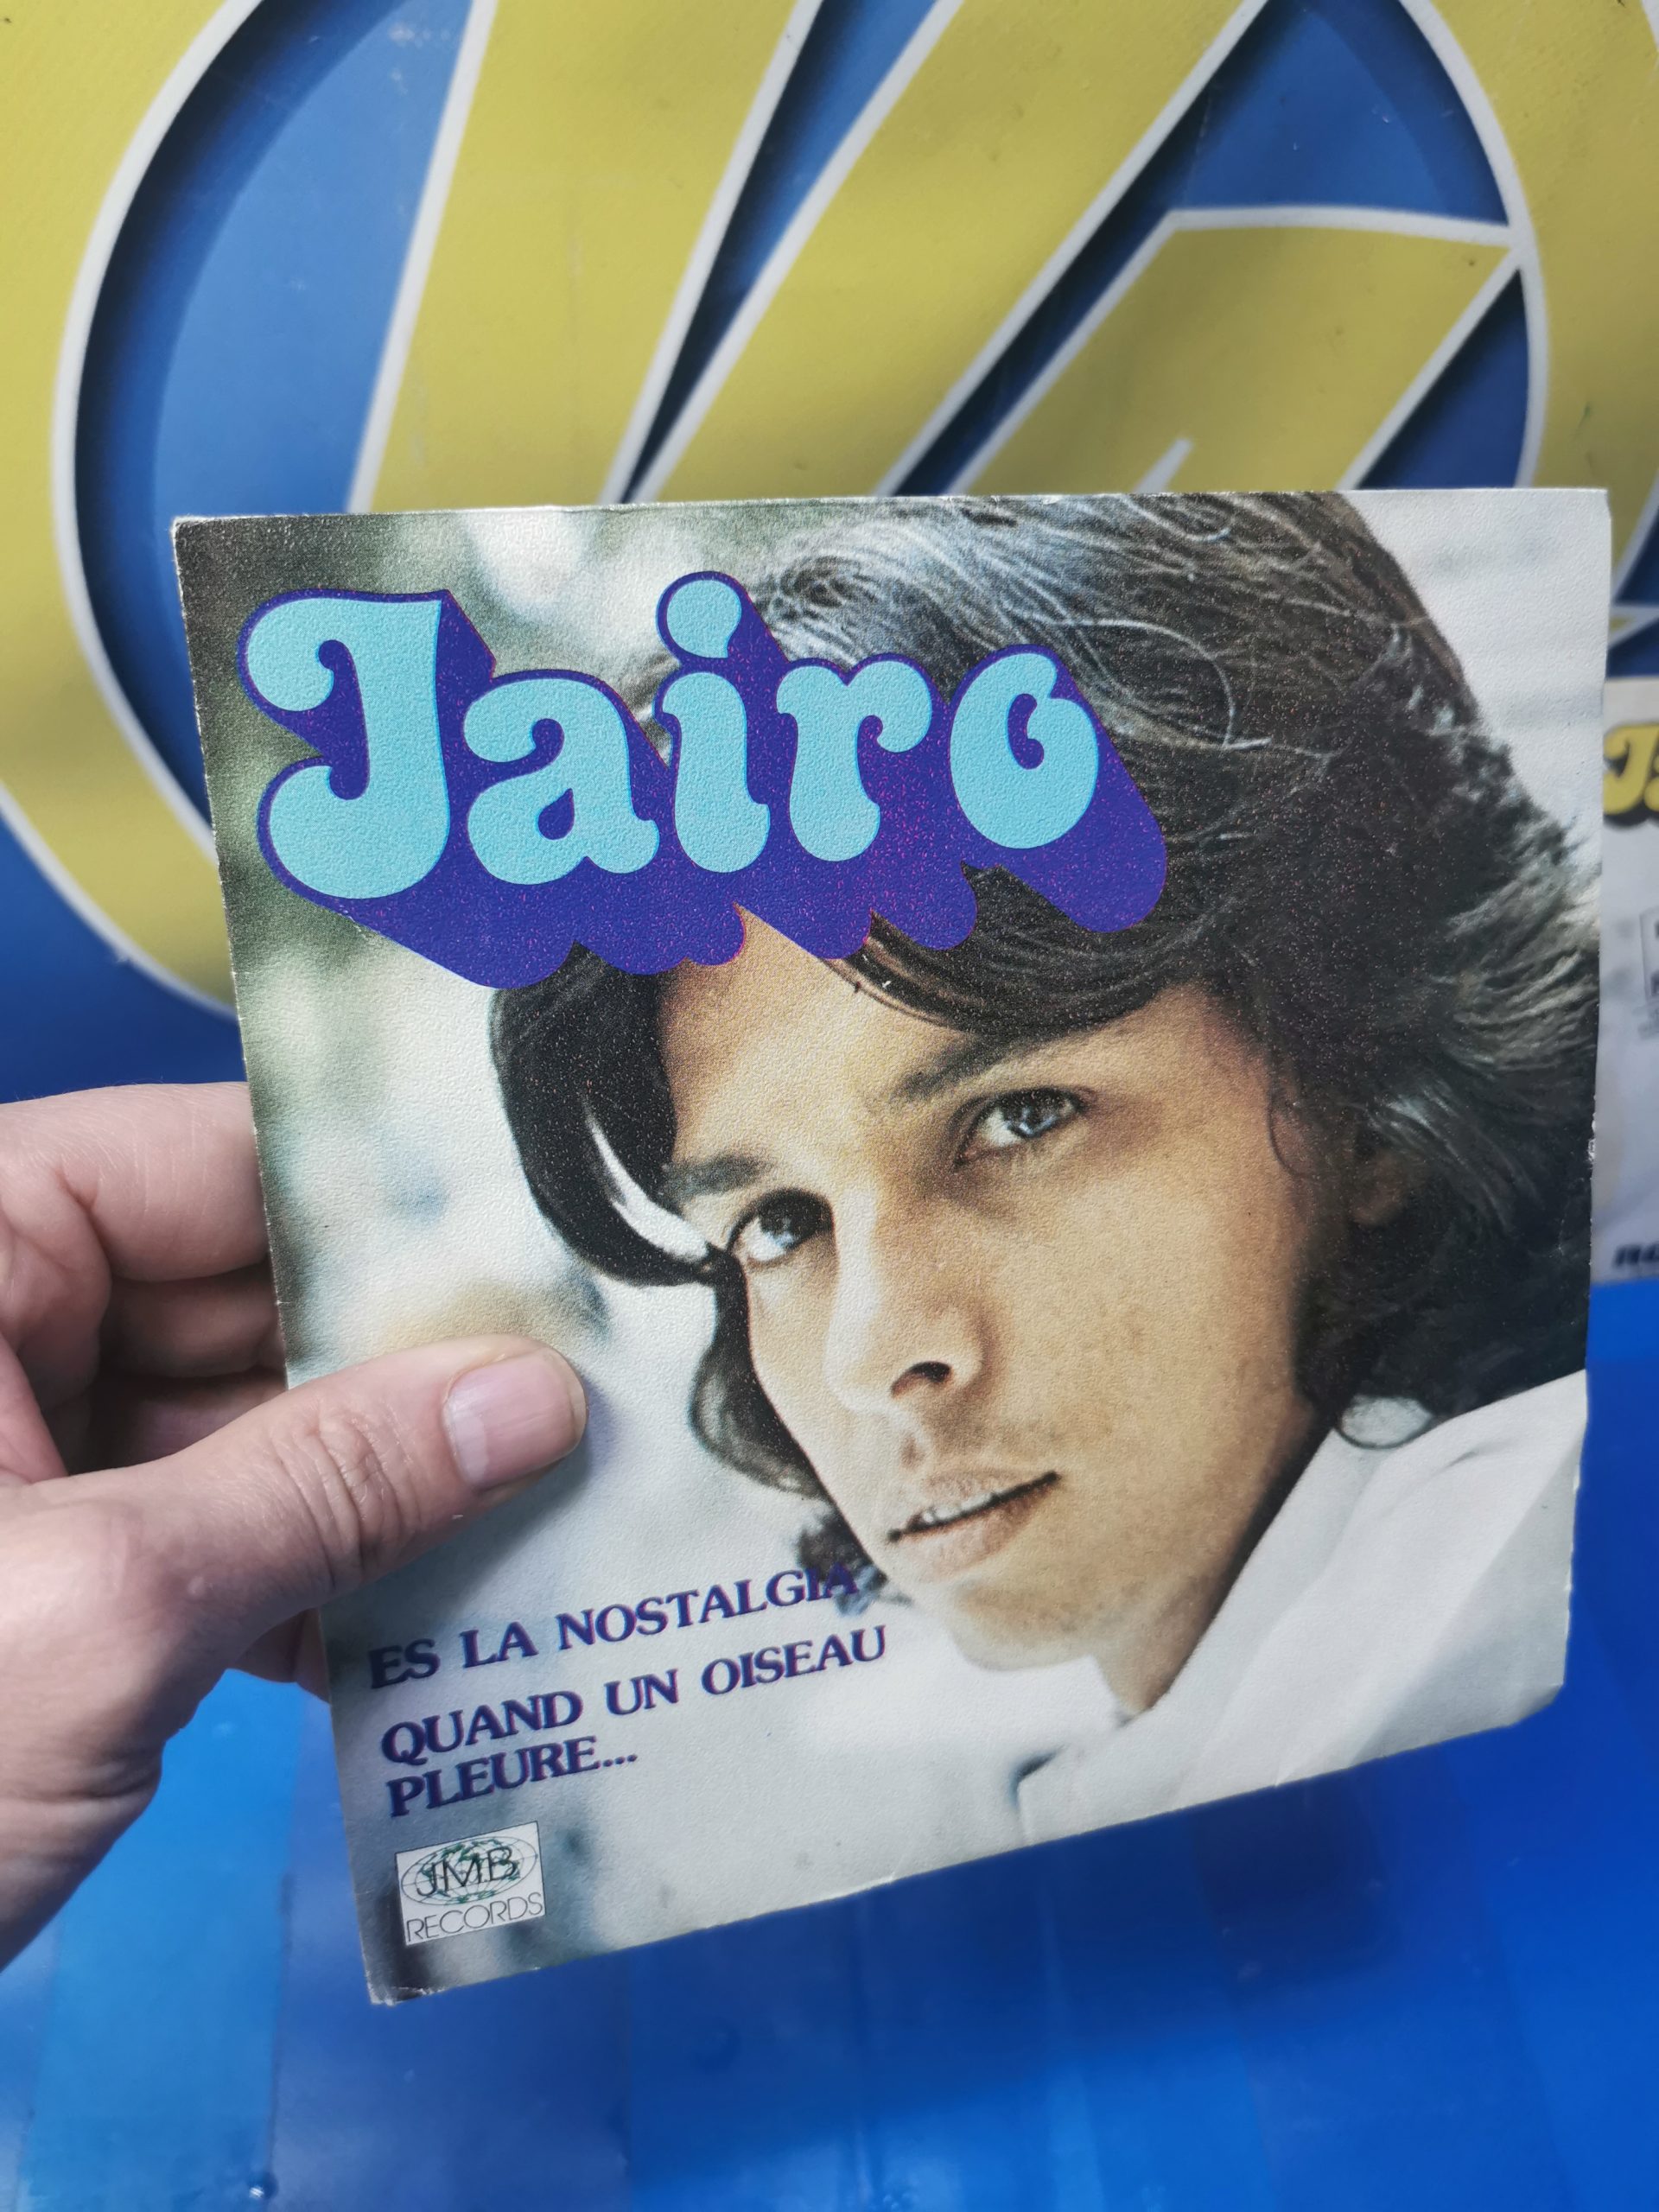 Jairo
ES LA NOSTALGIA
QUAND UN OISEAU
PLEURE...
JMB
RECORDS